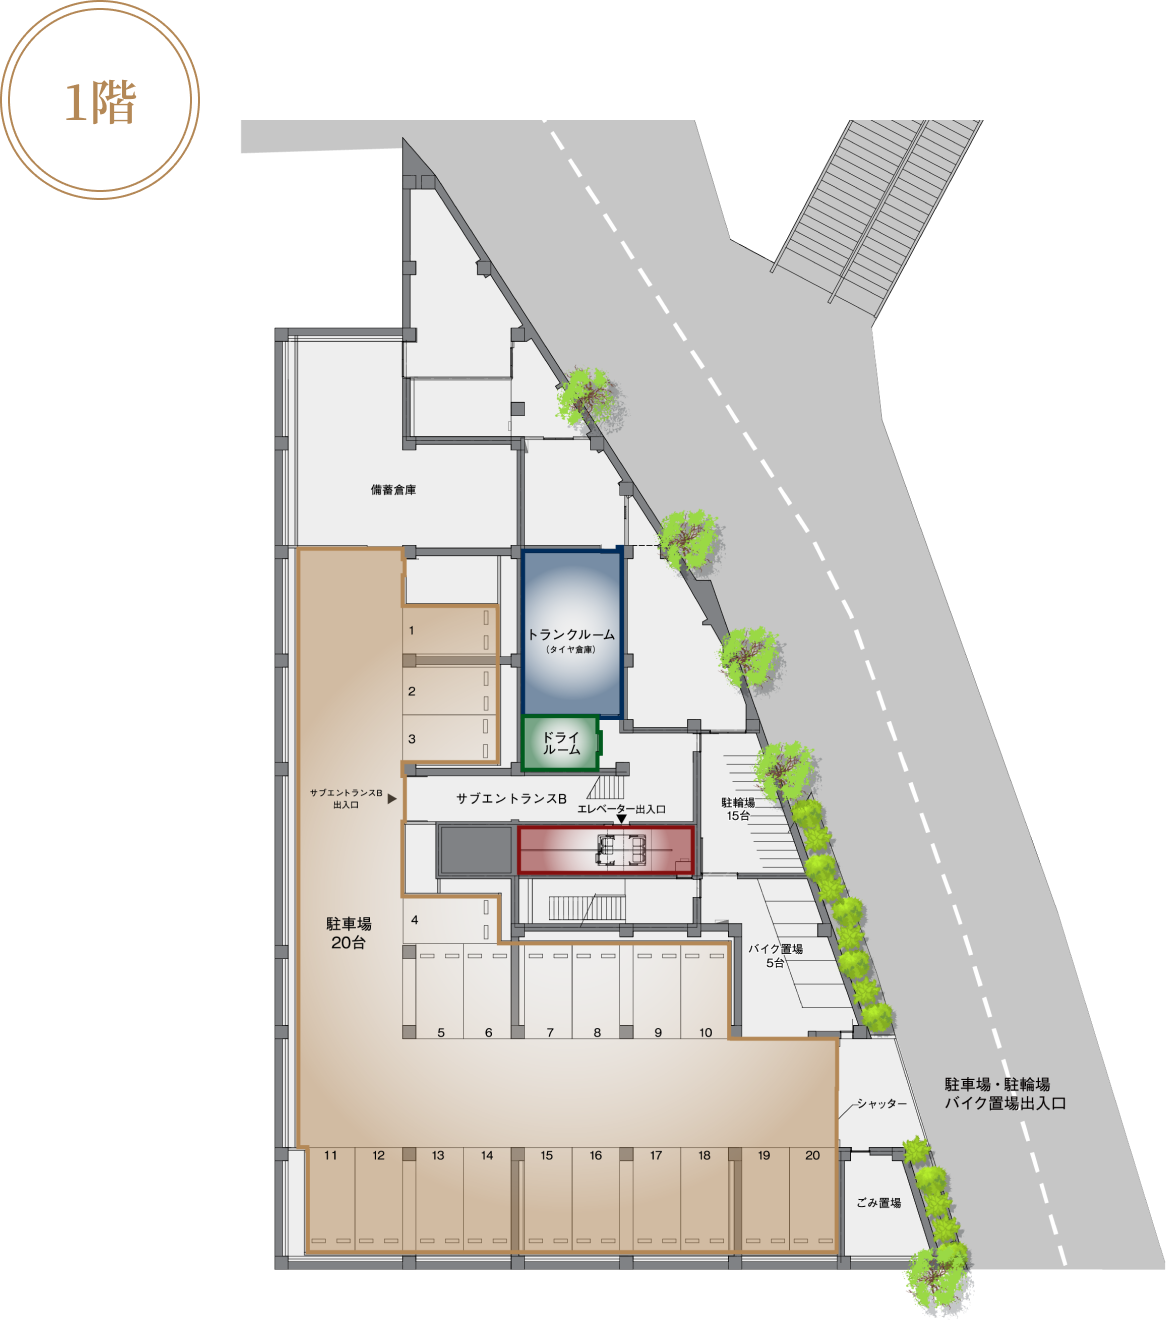 1階
備蓄倉庫
トランクルーム
(タイヤ倉庫)
1
2
3
ドライ
ルーム
サブエントランスB
出入口
サブエントランスB
エレベーター出入口
駐輪場
15台
4
駐車場
20台
バイク置場
5台
5
6
7
8
9
10
駐車場・駐輪場
バイク置場出入口
シャッター
11
12
13
14
15
16
17
18
19
20
ごみ置場